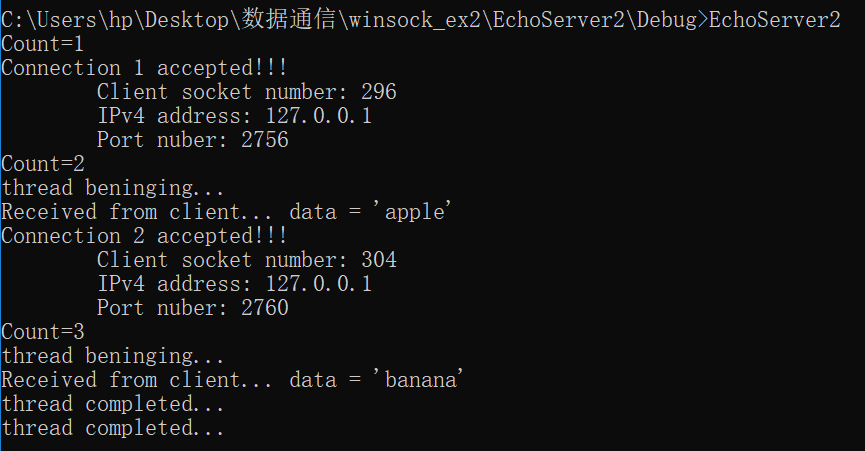 C:\Users\hp\Desktop\数据通信\winsock_ex2\EchoServer2\Debug>EchoServer2
Count=1
Connection 1 accepted!!!
Client socket number: 296
IPv4 address: 127.0.0.1
Port nuber: 2756
Count=2
thread beninging...
Received from client... data = 'apple'
Connection 2 accepted!!!
Client socket number: 304
IPv4 address: 127.0.0.1
Port nuber: 2760
Count=3
thread beninging...
Received from client... data = 'banana'
thread completed...
thread completed...